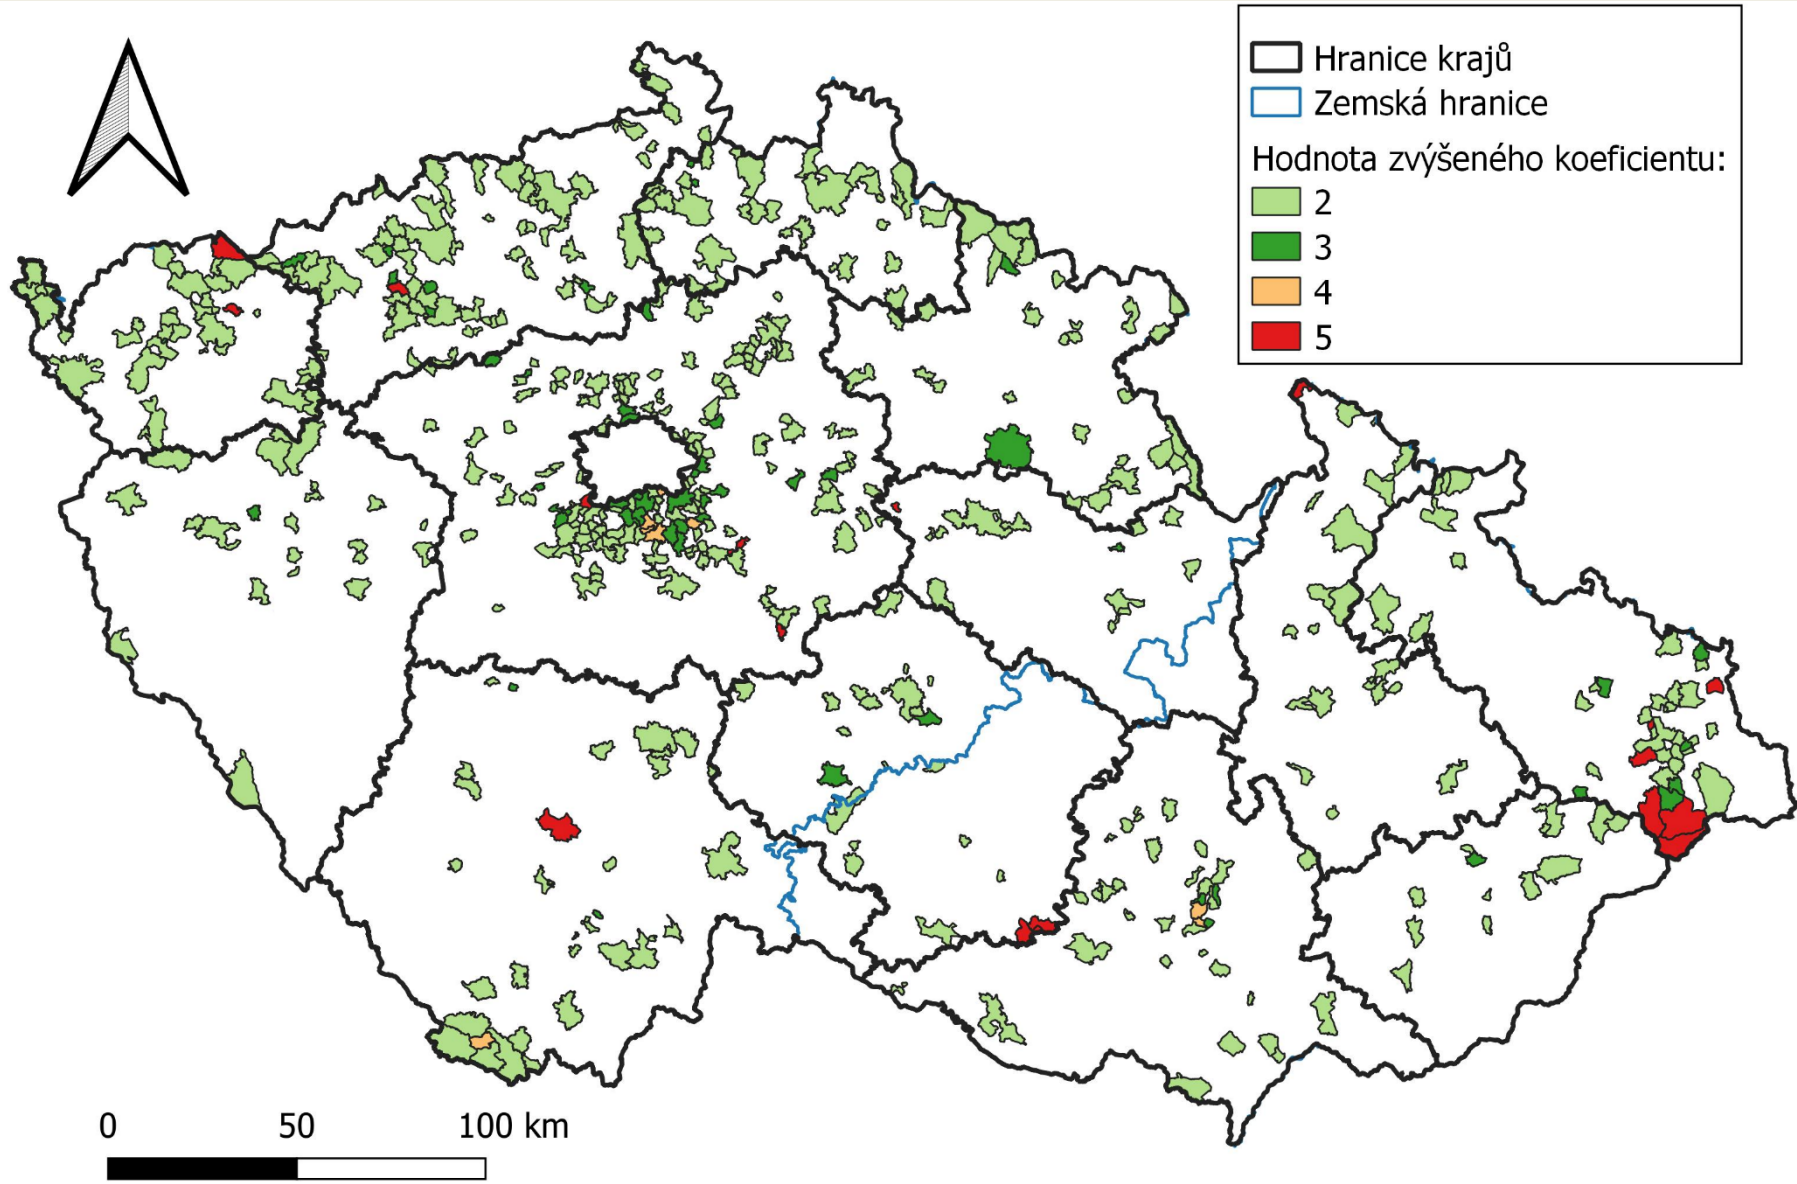 Hranice krajů
Zemská hranice
Hodnota zvýšeného koeficientu:
2
3
4
5
0 50 100 km